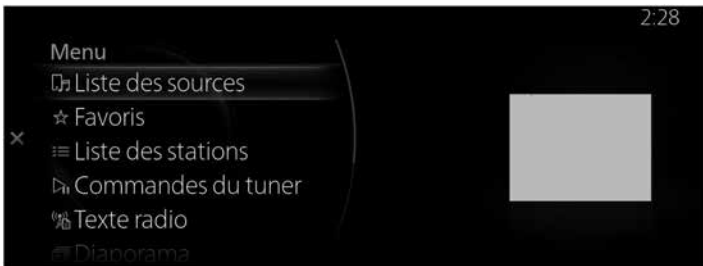 2:28
Menu
Liste des sources
Favoris
Liste des stations
Commandes du tuner
Texte radio
Diaporama